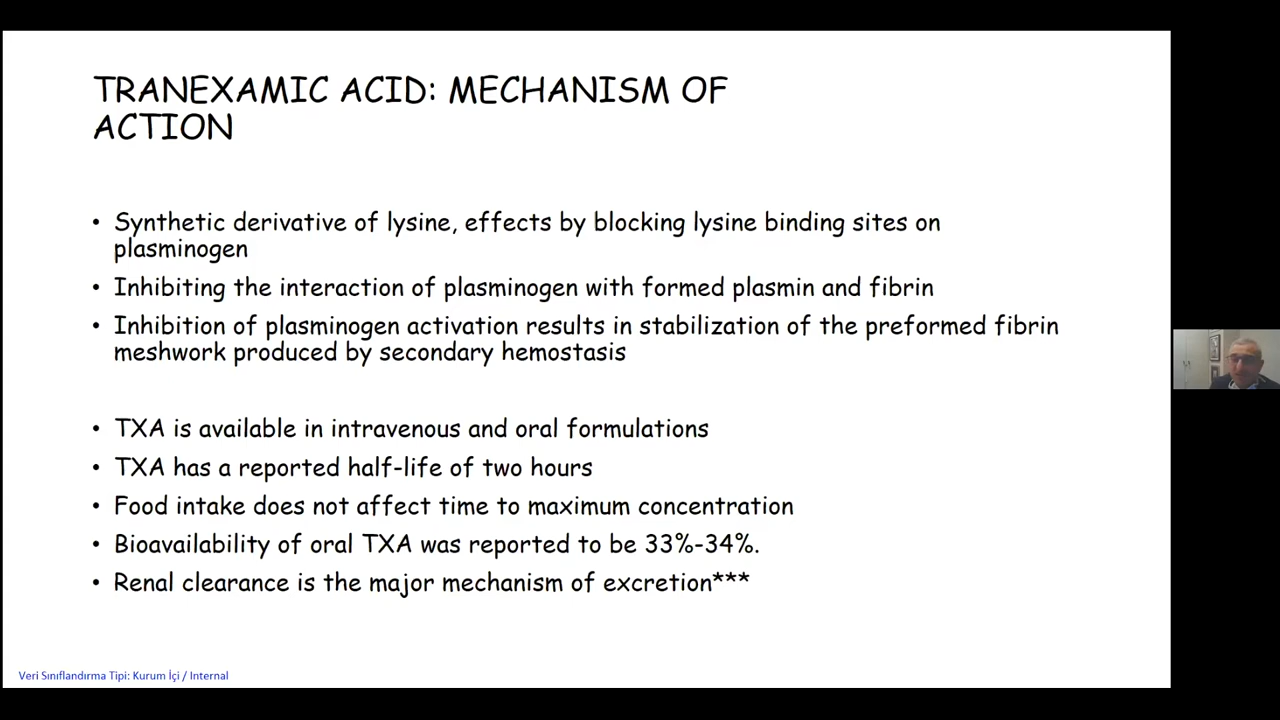 TRANEXAMIC ACID: MECHANISM OF
ACTION
• Synthetic derivative of lysine, effects by blocking lysine binding sites on
plasminogen
• Inhibiting the interaction of plasminogen with formed plasmin and fibrin
• Inhibition of plasminogen activation results in stabilization of the preformed fibrin
meshwork produced by secondary hemostasis
• TXA is available in intravenous and oral formulations
• TXA has a reported half-life of two hours
• Food intake does not affect time to maximum concentration
• Bioavailability of oral TXA was reported to be 33%-34%.
• Renal clearance is the major mechanism of excretion***
Veri Sınıflandırma Tipi: Kurum İçi / Internal